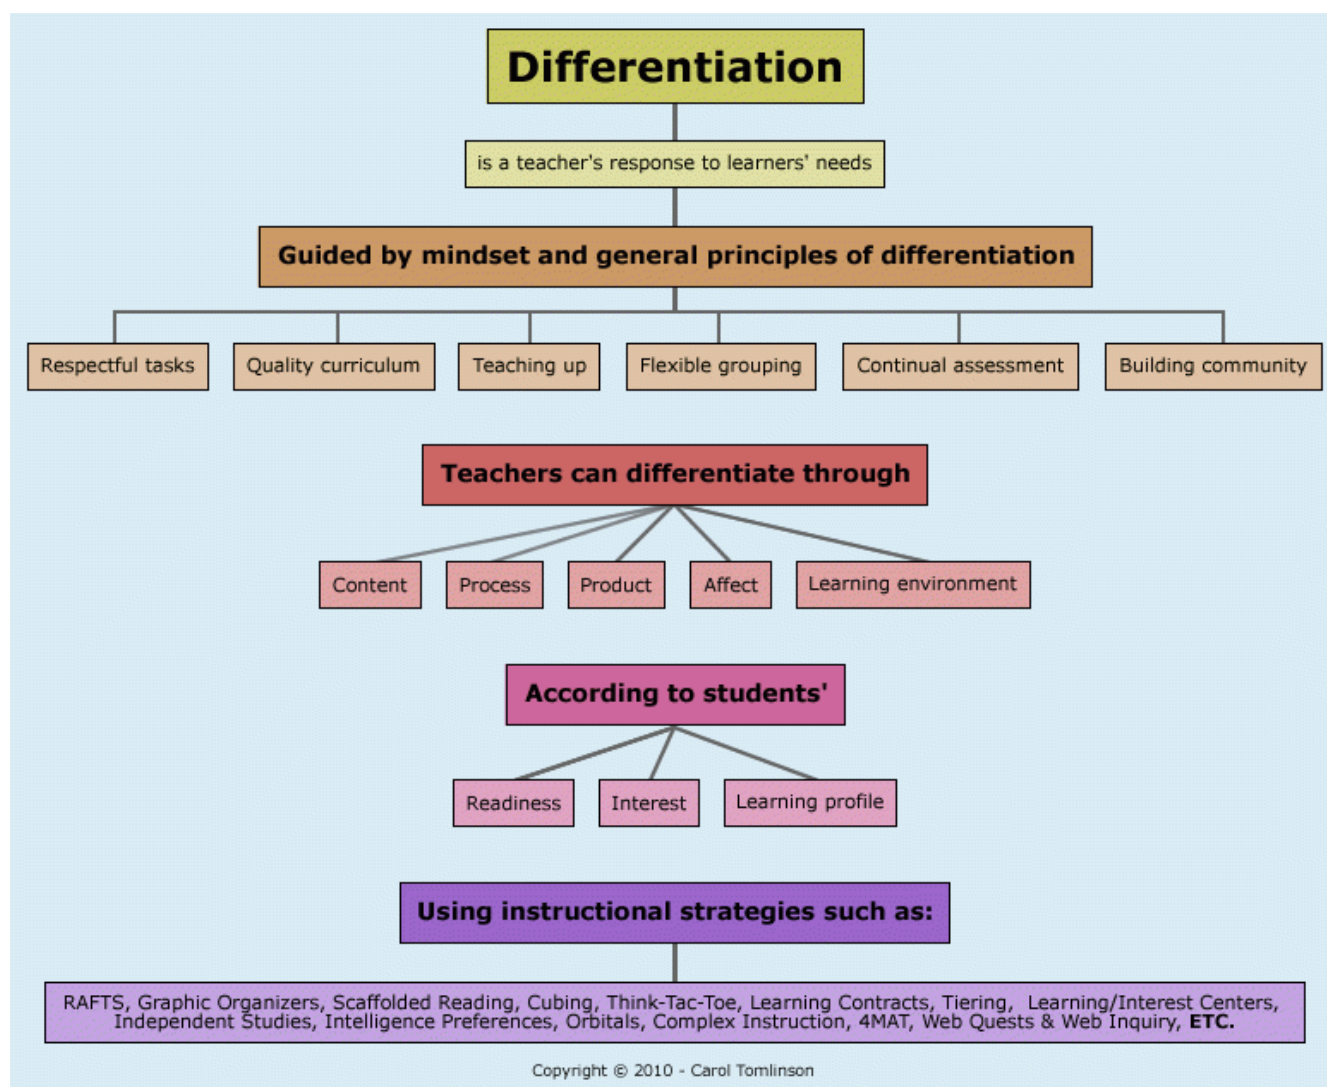 Differentiation
is a teacher's response to learners' needs
Guided by mindset and general principles of differentiation
Respectful tasks
Quality curriculum
Teaching up
Flexible grouping
Continual assessment
Building community
Teachers can differentiate through
Content
Process
Product
Affect
Learning environment
According to students'
Readiness
Interest
Learning profile
Using instructional strategies such as:
RAFTS, Graphic Organizers, Scaffolded Reading, Cubing, Think-Tac-Toe, Learning Contracts, Tiering, Learning/Interest Centers,
Independent Studies, Intelligence Preferences, Orbitals, Complex Instruction, 4MAT, Web Quests & Web Inquiry, ETC.
Copyright © 2010 - Carol Tomlinson